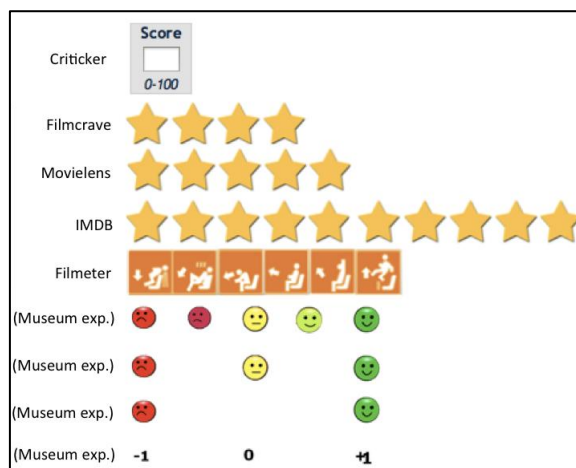 Score
Criticker
0-100
Filmcrave
Movielens
IMDB
Filmeter
(Museum exp.)
(Museum exp.)
(Museum exp.)
(Museum exp.) -1 0 +1